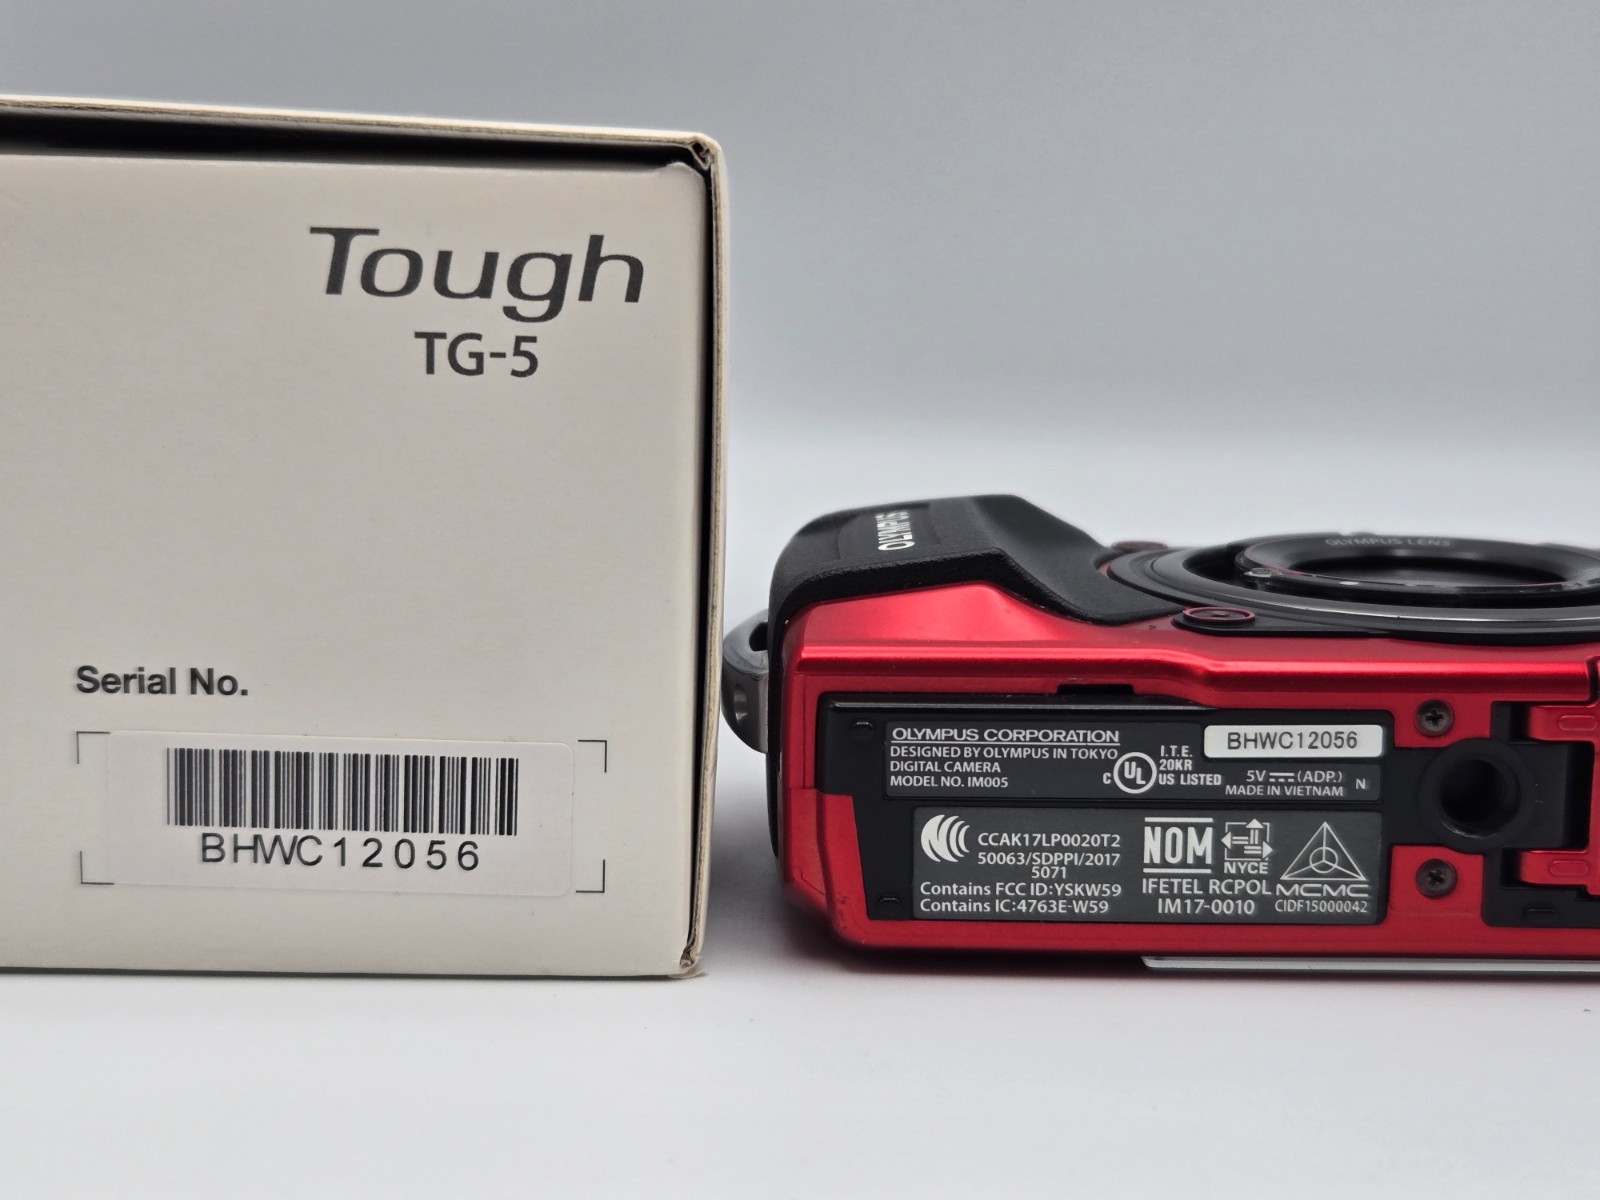 Tough
TG-5
Serial No.
BHWC12056
OLYMPUS
OLYMPUS LENS
OLYMPUS CORPORATION
DESIGNED BY OLYMPUS IN TOKYO
DIGITAL CAMERA
MODEL NO. IM005
C UL US LISTED
I.T.E.
20KR
BHWC12056
5V (ADP.)
MADE IN VIETNAM
N
CCAK17LP0020T2
50063/SDPPI/2017
5071
Contains FCC ID:YSKW59
Contains IC:4763E-W59
NOM
NYCE
IFETEL RCPOL
IM17-0010
MCMC
CIDF15000042